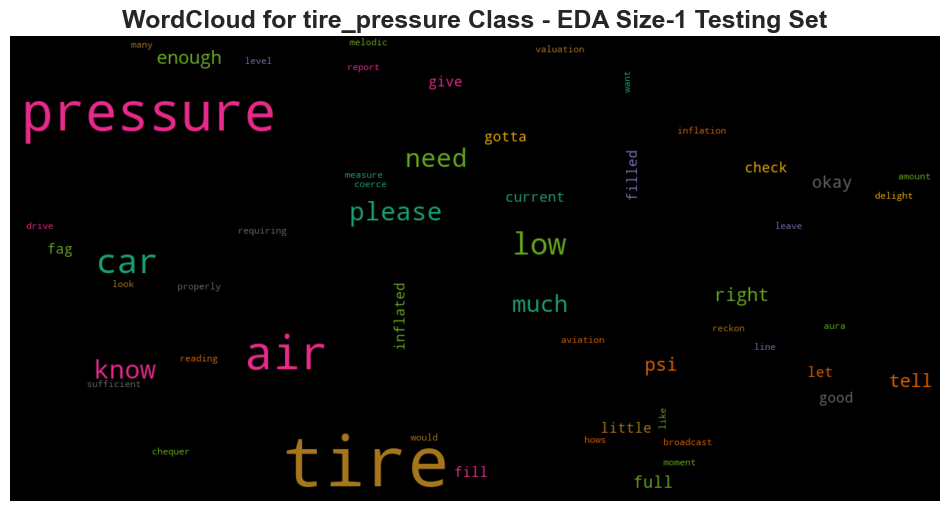 WordCloud for tire_pressure Class - EDA Size-1 Testing Set
many
melodic
valuation
enough
level
report
give
want
pressure
gotta
inflation
need
filled
check
measure
coerce
okay
amount
delight
current
please
drive
requiring
leave
fag
low
car
look
properly
inflated
much
right
aura
reckon
aviation
line
air
reading
know
psi
let
tell
sufficient
good
little
like
would
hows
broadcast
chequer
tire
fill
moment
full